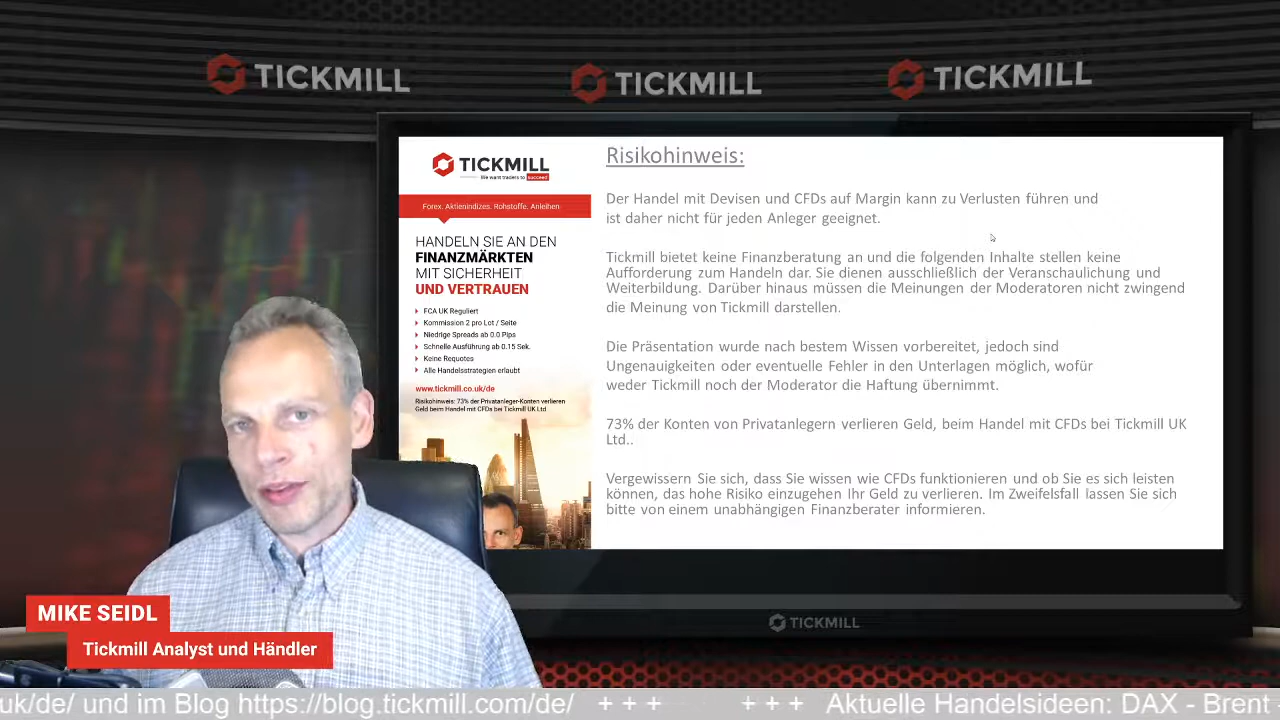 TICKMILL
TICKMILL
TICKMILL
TICKMILL
We want traders to succeed
Forex. Aktienindizes. Rohstoffe. Anleihen
HANDELN SIE AN DEN
FINANZMÄRKTEN
MIT SICHERHEIT
UND VERTRAUEN
FCA UK Reguliert
Kommission 2 pro Lot / Seite
Niedrige Spreads ab 0.0 Pips
Schnelle Ausführung ab 0.15 Sek.
Keine Requotes
Alle Handelsstrategien erlaubt
www.tickmill.co.uk/de
Risikohinweis: 73% der Privatanleger-Konten verlieren
Geld beim Handel mit CFDs bei Tickmill UK Ltd
Risikohinweis:
Der Handel mit Devisen und CFDs auf Margin kann zu Verlusten führen und
ist daher nicht für jeden Anleger geeignet.
Tickmill bietet keine Finanzberatung an und die folgenden Inhalte stellen keine
Aufforderung zum Handeln dar. Sie dienen ausschließlich der Veranschaulichung und
Weiterbildung. Darüber hinaus müssen die Meinungen der Moderatoren nicht zwingend
die Meinung von Tickmill darstellen.
Die Präsentation wurde nach bestem Wissen vorbereitet, jedoch sind
Ungenauigkeiten oder eventuelle Fehler in den Unterlagen möglich, wofür
weder Tickmill noch der Moderator die Haftung übernimmt.
73% der Konten von Privatanlegern verlieren Geld, beim Handel mit CFDs bei Tickmill UK
Ltd..
Vergewissern Sie sich, dass Sie wissen wie CFDs funktionieren und ob Sie es sich leisten
können, das hohe Risiko einzugehen Ihr Geld zu verlieren. Im Zweifelsfall lassen Sie sich
bitte von einem unabhängigen Finanzberater informieren.
TICKMILL
MIKE SEIDL
Tickmill Analyst und Händler
uk/de/ und im Blog https://blog.tickmill.com/de/ +++ +++ Aktuelle Handelsideen: DAX - Brent